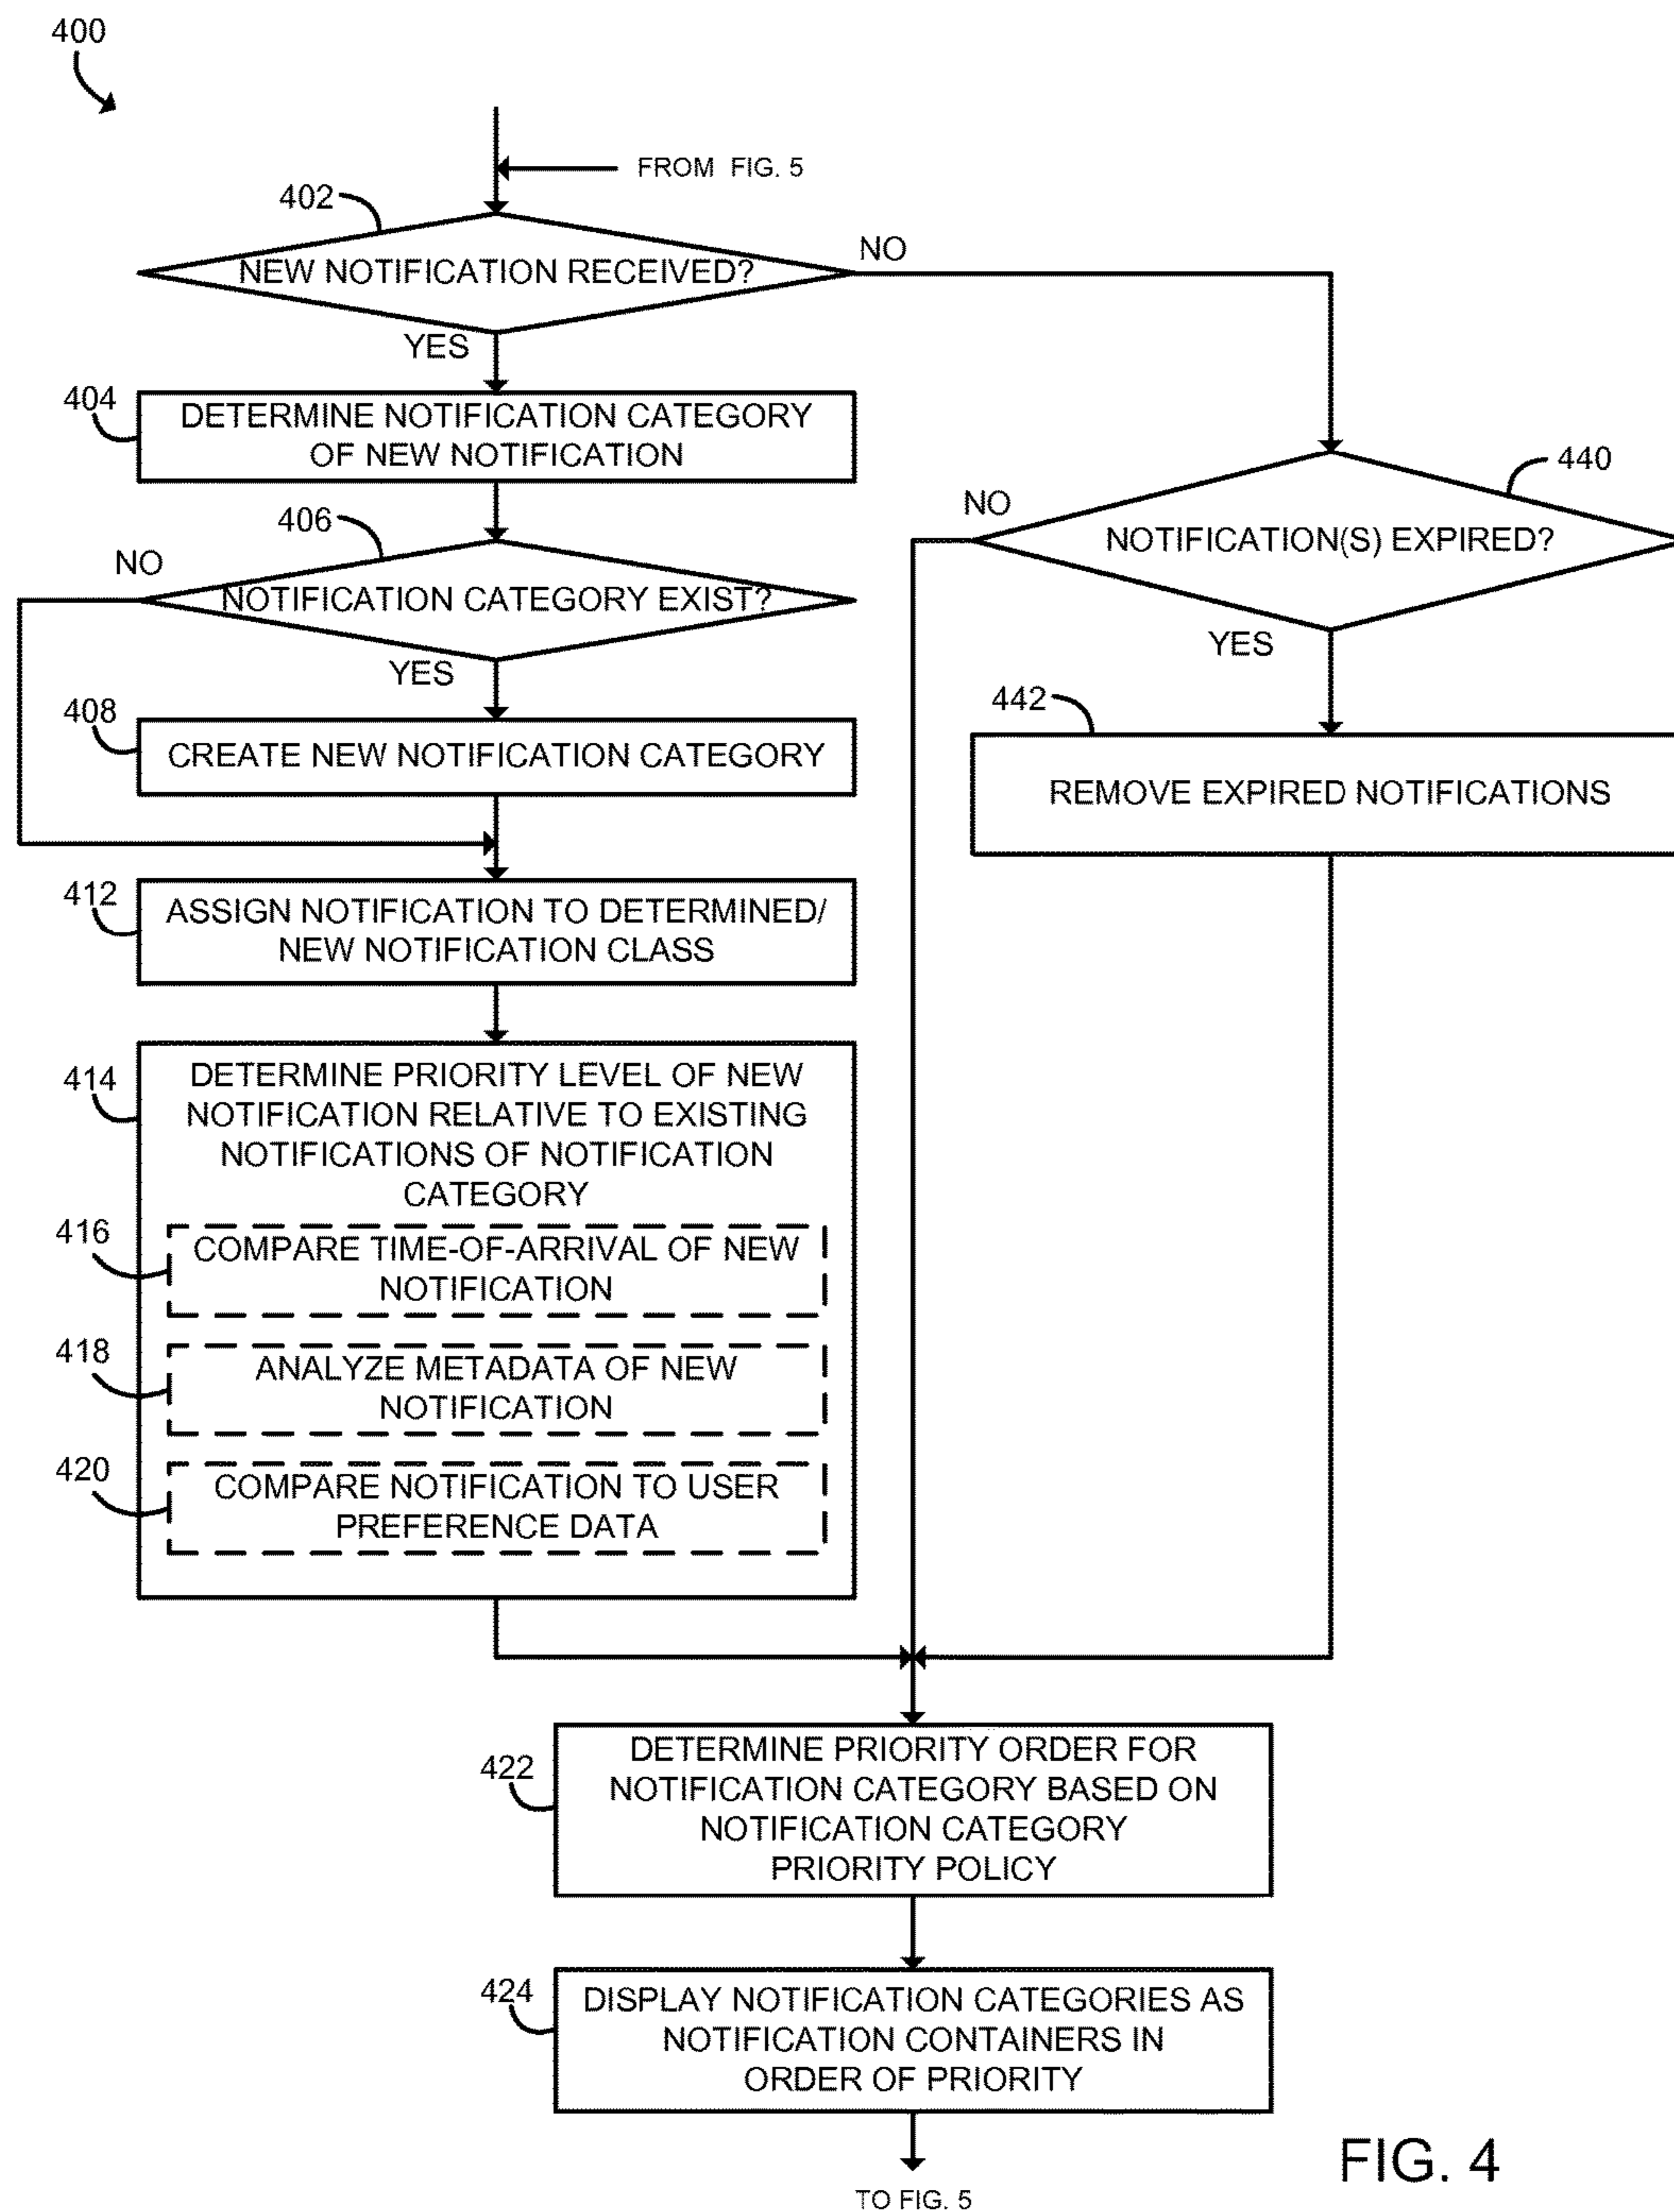 400
FROM FIG. 5
402
NEW NOTIFICATION RECEIVED?
NO
YES
404
DETERMINE NOTIFICATION CATEGORY
OF NEW NOTIFICATION
406
NO
NOTIFICATION CATEGORY EXIST?
YES
408
CREATE NEW NOTIFICATION CATEGORY
412
ASSIGN NOTIFICATION TO DETERMINED/
NEW NOTIFICATION CLASS
414
DETERMINE PRIORITY LEVEL OF NEW
NOTIFICATION RELATIVE TO EXISTING
NOTIFICATIONS OF NOTIFICATION
CATEGORY
416
COMPARE TIME-OF-ARRIVAL OF NEW
NOTIFICATION
418
ANALYZE METADATA OF NEW
NOTIFICATION
420
COMPARE NOTIFICATION TO USER
PREFERENCE DATA
440
NO
NOTIFICATION(S) EXPIRED?
YES
442
REMOVE EXPIRED NOTIFICATIONS
422
DETERMINE PRIORITY ORDER FOR
NOTIFICATION CATEGORY BASED ON
NOTIFICATION CATEGORY
PRIORITY POLICY
424
DISPLAY NOTIFICATION CATEGORIES AS
NOTIFICATION CONTAINERS IN
ORDER OF PRIORITY
TO FIG. 5
FIG. 4